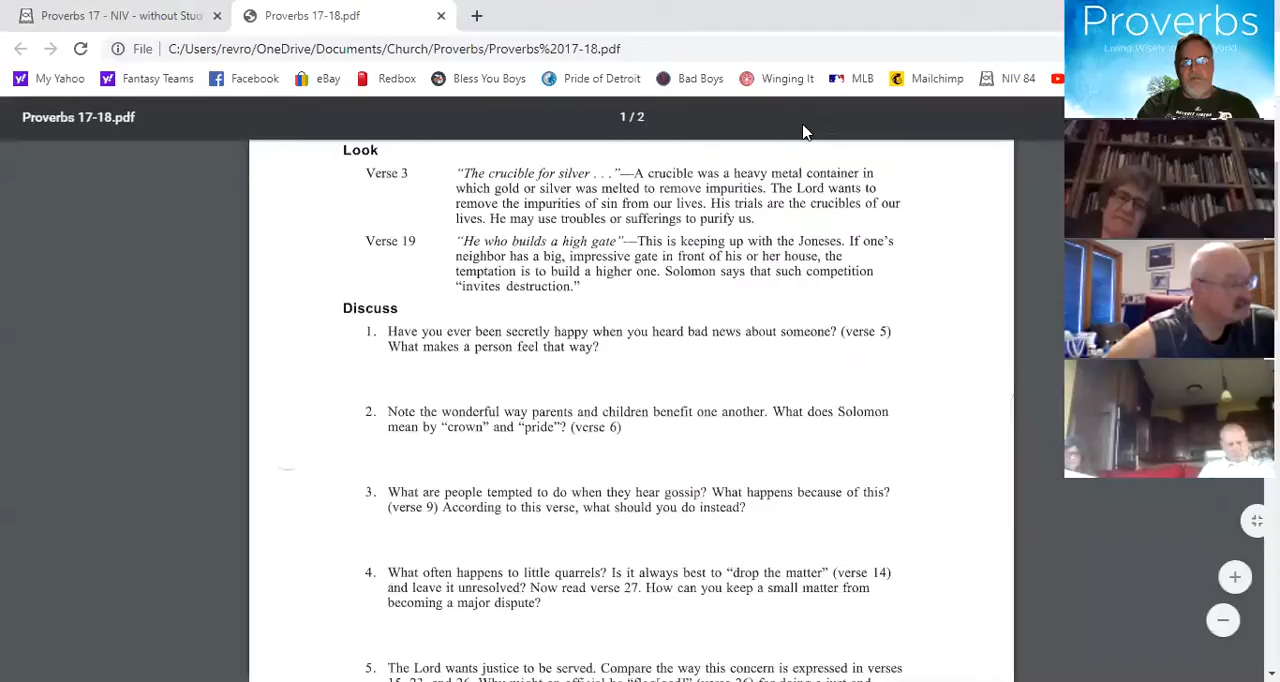 Proverbs 17 - NIV - without Stud
Proverbs 17-18.pdf
File
C:/Users/revro/OneDrive/Documents/Church/Proverbs/Proverbs%2017-18.pdf
My Yahoo
Fantasy Teams
Facebook
eBay
Redbox
Bless You Boys
Pride of Detroit
Bad Boys
Winging It
MLB
Mailchimp
NIV 84
Proverbs
Living Wisely
Proverbs 17-18.pdf
1 / 2
Look
Verse 3 “The crucible for silver . . .”—A crucible was a heavy metal container in
which gold or silver was melted to remove impurities. The Lord wants to
remove the impurities of sin from our lives. His trials are the crucibles of our
lives. He may use troubles or sufferings to purify us.
Verse 19 “He who builds a high gate”—This is keeping up with the Joneses. If one’s
neighbor has a big, impressive gate in front of his or her house, the
temptation is to build a higher one. Solomon says that such competition
“invites destruction.”
Discuss
1. Have you ever been secretly happy when you heard bad news about someone? (verse 5)
What makes a person feel that way?
2. Note the wonderful way parents and children benefit one another. What does Solomon
mean by “crown” and “pride”? (verse 6)
3. What are people tempted to do when they hear gossip? What happens because of this?
(verse 9) According to this verse, what should you do instead?
4. What often happens to little quarrels? Is it always best to “drop the matter” (verse 14)
and leave it unresolved? Now read verse 27. How can you keep a small matter from
becoming a major dispute?
5. The Lord wants justice to be served. Compare the way this concern is expressed in verses